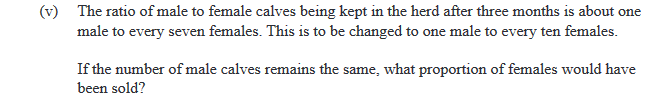 (v) The ratio of male to female calves being kept in the herd after three months is about one
male to every seven females. This is to be changed to one male to every ten females.
If the number of male calves remains the same, what proportion of females would have
been sold?